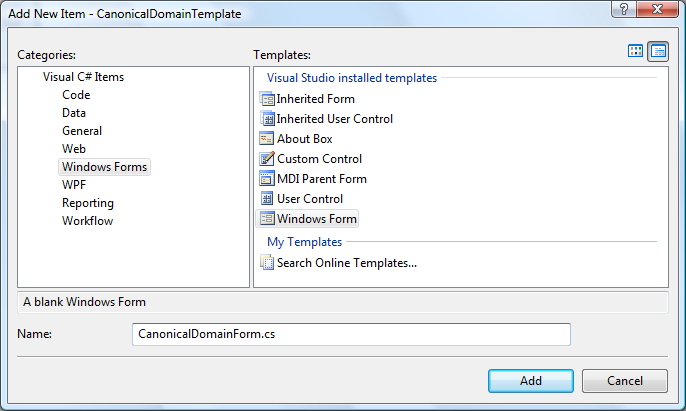 Add New Item - CanonicalDomainTemplate
?
Categories:
Templates:
Visual C# Items
Code
Data
General
Web
Windows Forms
WPF
Reporting
Workflow
Visual Studio installed templates
Inherited Form
Inherited User Control
About Box
Custom Control
MDI Parent Form
User Control
Windows Form
My Templates
Search Online Templates...
A blank Windows Form
Name:
CanonicalDomainForm.cs
Add
Cancel